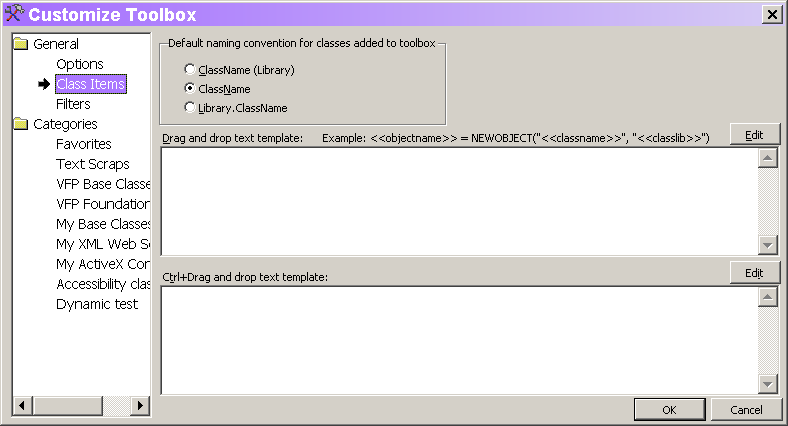 Customize Toolbox
General
Options
Class Items
Filters
Categories
Favorites
Text Scraps
VFP Base Classe
VFP Foundation
My Base Classes
My XML Web Se
My ActiveX Con
Accessibility clas
Dynamic test
Default naming convention for classes added to toolbox
ClassName (Library)
ClassName
Library.ClassName
Drag and drop text template: Example: <<objectname>> = NEWOBJECT("<<classname>>", "<<classlib>>")
Edit
Ctrl+Drag and drop text template:
Edit
OK
Cancel